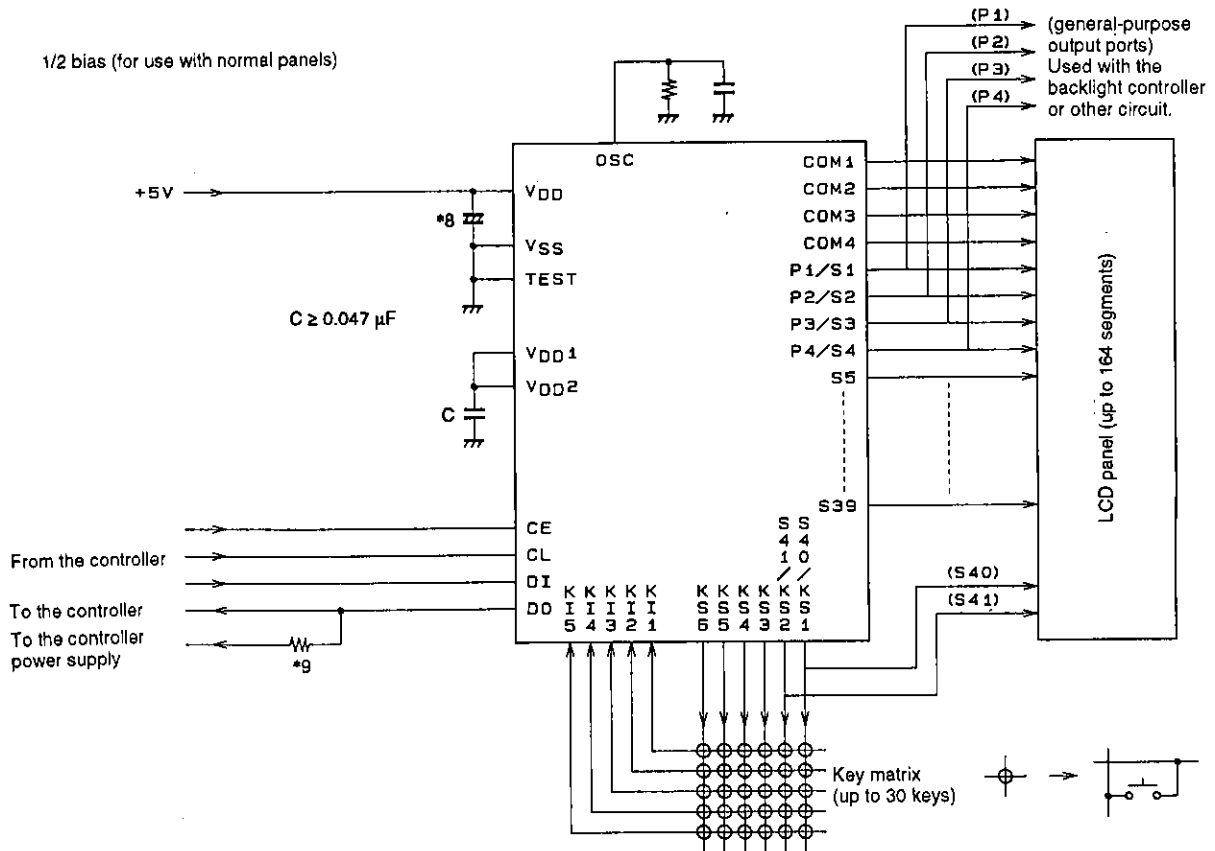 1/2 bias (for use with normal panels)
(P1)
(P2)
(P3)
(P4)
(general-purpose
output ports)
Used with the
backlight controller
or other circuit.
OSC
+5V
VDD
*8
VSS
TEST
C ≥ 0.047 µF
VDD1
VDD2
C
COM1
COM2
COM3
COM4
P1/S1
P2/S2
P3/S3
P4/S4
S5
S39
LCD panel (up to 164 segments)
CE
CL
DI
DO
From the controller
To the controller
To the controller
power supply
*9
KI5
KI4
KI3
KI2
KI1
KS6
KS5
KS4
KS3
S41/KS2
S40/KS1
(S40)
(S41)
Key matrix
(up to 30 keys)